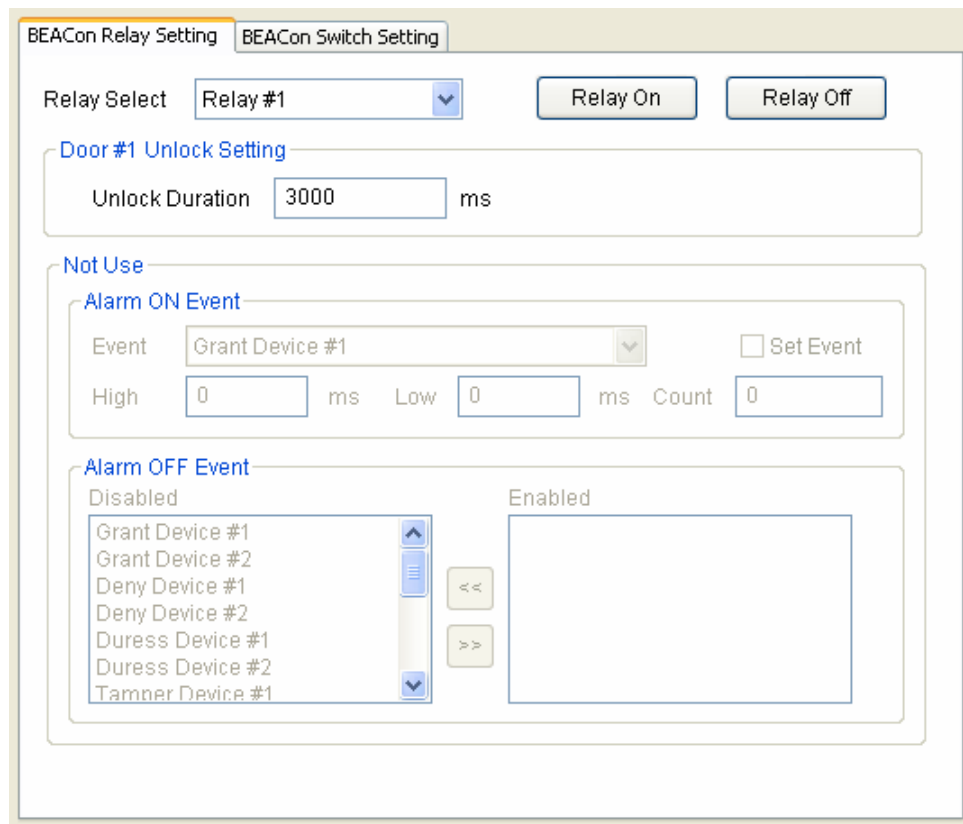 BEACon Relay Setting BEACon Switch Setting
Relay Select Relay #1 Relay On Relay Off
Door #1 Unlock Setting
Unlock Duration 3000 ms
Not Use
Alarm ON Event
Event Grant Device #1 Set Event
High 0 ms Low 0 ms Count 0
Alarm OFF Event
Disabled Enabled
Grant Device #1
Grant Device #2
Deny Device #1
<<
Deny Device #2
Duress Device #1
>>
Duress Device #2
Tamper Device #1